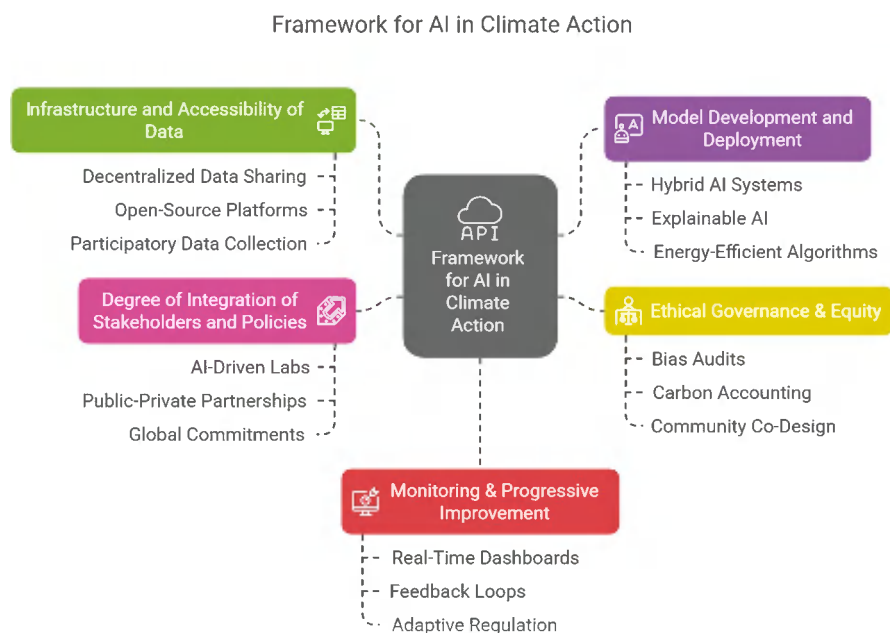 Framework for AI in Climate Action
Infrastructure and Accessibility of
Data
Decentralized Data Sharing
Open-Source Platforms
Participatory Data Collection
Degree of Integration of
Stakeholders and Policies
AI-Driven Labs
Public-Private Partnerships
Global Commitments
API
Framework
for AI in
Climate
Action
A
Model Development and
Deployment
Hybrid AI Systems
Explainable AI
Energy-Efficient Algorithms
Ethical Governance & Equity
Bias Audits
Carbon Accounting
Community Co-Design
Monitoring & Progressive
Improvement
Real-Time Dashboards
Feedback Loops
Adaptive Regulation